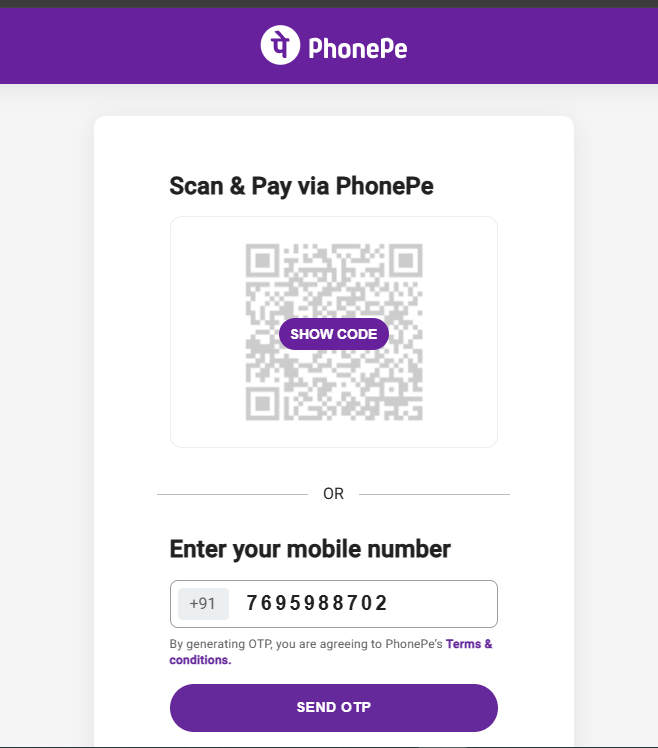 पे PhonePe
Scan & Pay via PhonePe
SHOW CODE
OR
Enter your mobile number
+91 7695988702
By generating OTP, you are agreeing to PhonePe's Terms &
conditions.
SEND OTP